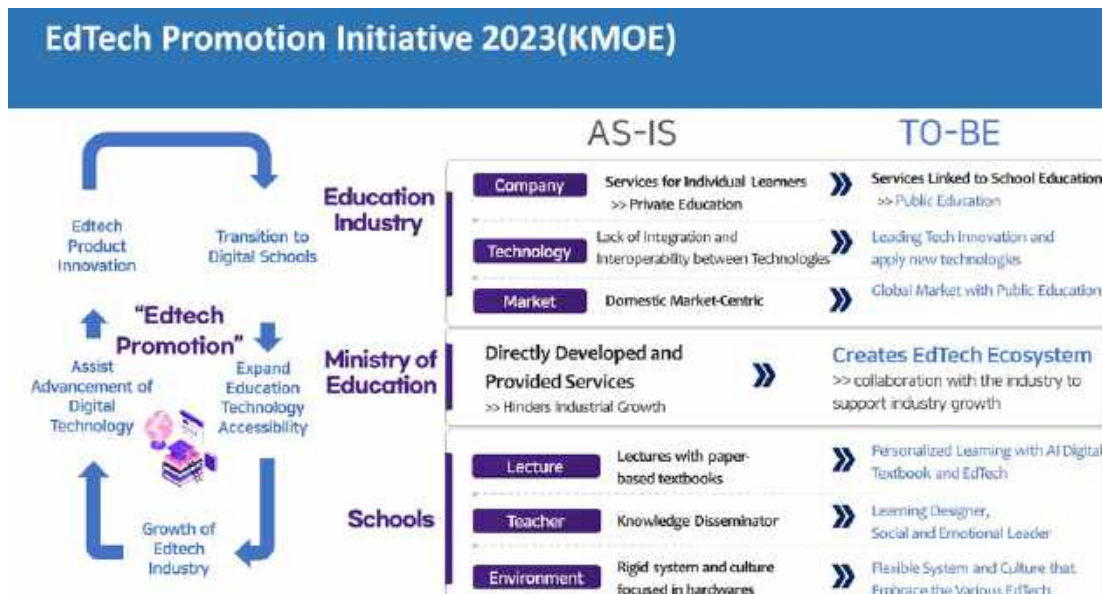 EdTech Promotion Initiative 2023(KMOE)
AS-IS
TO-BE
Edtech
Product
Innovation
Transition to
Digital Schools
"Edtech
Promotion"
Assist
Advancement of
Digital
Technology
Expand
Education
Technology
Accessibility
Growth of
Edtech
Industry
Education
Industry
Company
Services for Individual Learners
>> Private Education
Services Linked to School Education
>> Public Education
Technology
Lack of Integration and
Interoperability between Technologies
Leading Tech Innovation and
apply new technologies
Market
Domestic Market-Centric
Global Market with Public Education
Ministry of
Education
Directly Developed and
Provided Services
>> Hinders Industrial Growth
Creates EdTech Ecosystem
>> collaboration with the industry to
support industry growth
Schools
Lecture
Lectures with paper-
based textbooks
Personalized Learning with AI Digital
Textbook and EdTech
Teacher
Knowledge Disseminator
Learning Designer,
Social and Emotional Leader
Environment
Rigid system and culture
focused in hardwares
Flexible System and Culture that
Embrace the Various EdTech